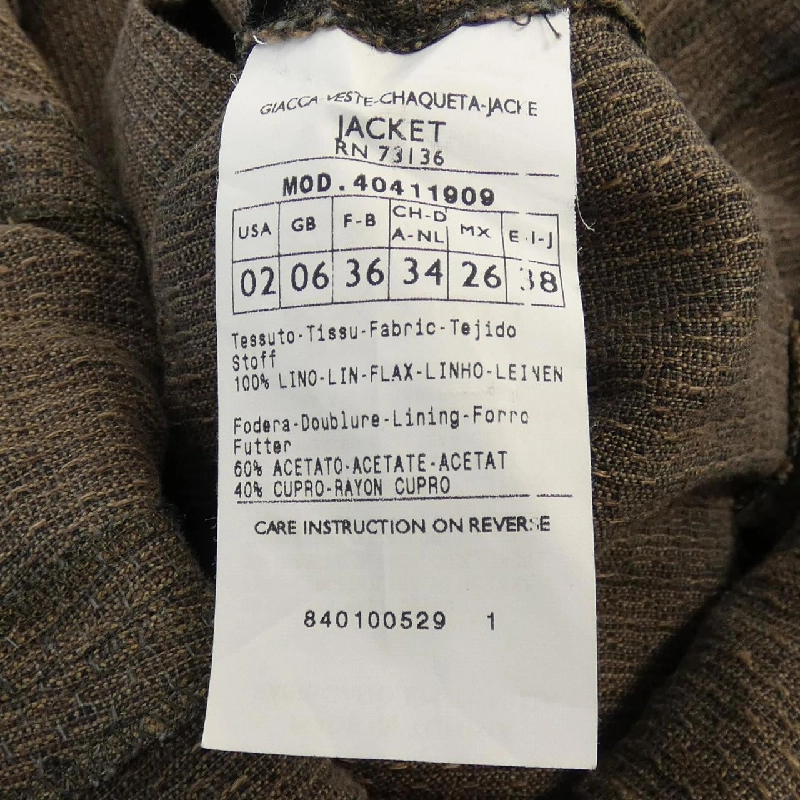 GIACCA-VESTE-CHAQUETA-JACKE
JACKET
RN 73136
MOD.40411909
USA GB F-B CH-D A-NL MX E-I-J
02 06 36 34 26 38
Tessuto-Tissu-Fabric-Tejido
Stoff
100% LINO-LIN-FLAX-LINHO-LEINEN
Fodera-Doublure-Lining-Forro
Futter
60% ACETATO-ACETATE-ACETAT
40% CUPRO-RAYON CUPRO
CARE INSTRUCTION ON REVERSE
840100529 1